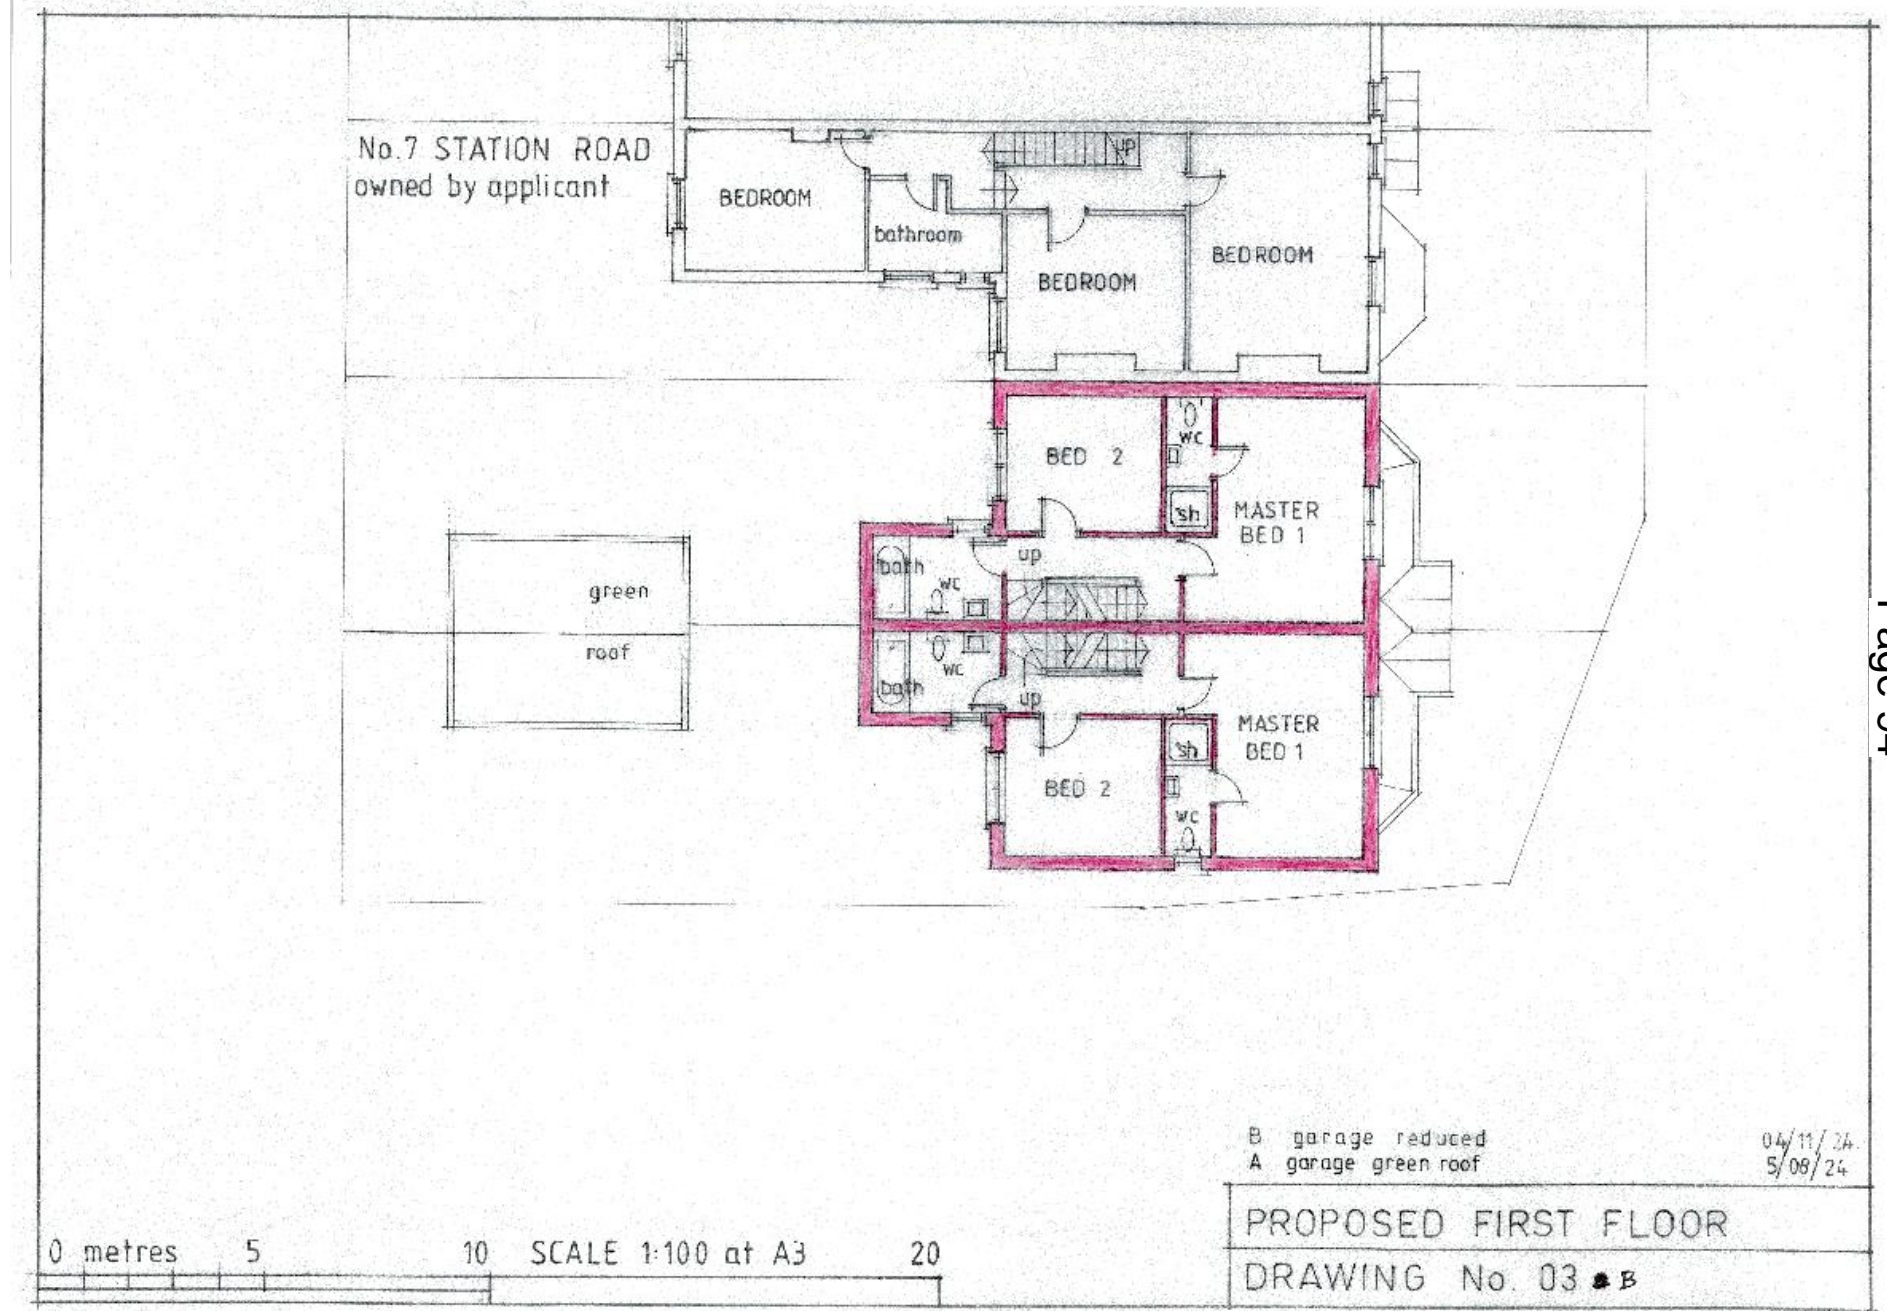 No.7 STATION ROAD
owned by applicant
UP
BEDROOM
bathroom
BEDROOM
BEDROOM
BED 2
WC
sh
MASTER
BED 1
up
bath
WC
green
roof
WC
bath
up
sh
MASTER
BED 1
BED 2
WC
B garage reduced 04/11/24
A garage green roof 5/08/24
PROPOSED FIRST FLOOR
DRAWING No. 03 B
0 metres 5 10 SCALE 1:100 at A3 20